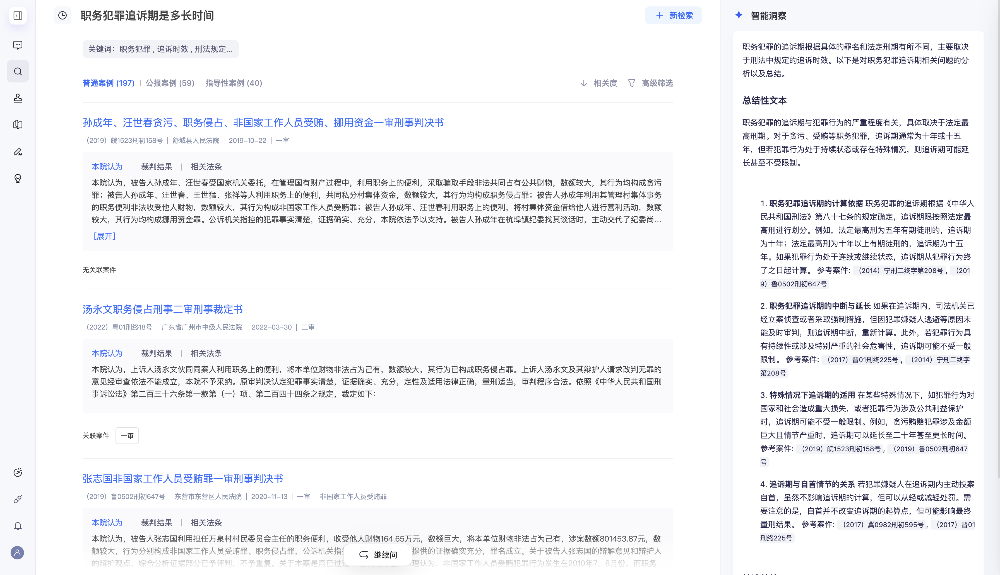 职务犯罪追诉期是多长时间
新检索
关键词：职务犯罪 , 追诉时效 , 刑法规定...
普通案例 (197) | 公报案例 (59) | 指导性案例 (40)
相关度 高级筛选
孙成年、汪世春贪污、职务侵占、非国家工作人员受贿、挪用资金一审刑事判决书
（2019）皖1523刑初158号 | 舒城县人民法院 | 2019-10-22 | 一审
本院认为 | 裁判结果 | 相关法条
本院认为，被告人孙成年、汪世春受国家机关委托，在管理国有财产过程中，利用职务上的便利，采取骗取手段非法共同占有公共财物，数额较大，其行为均构成贪污
罪；被告人孙成年、汪世春、王世猛、张祥等人利用职务上的便利，共同私分村集体资金，数额较大，其行为均构成职务侵占罪；被告人孙成年利用其管理村集体事务
的职务便利非法收受他人财物，数额较大，其行为构成非国家工作人员受贿罪；被告人孙成年、汪世春利用职务上的便利，将村集体资金借给他人进行营利活动，数额
较大，其行为均构成挪用资金罪。公诉机关指控的犯罪事实清楚，证据确实、充分，本院依法予以支持。被告人孙成年在杭埠镇纪委找其谈话时，主动交代了纪委尚...
[展开]
无关联案件
汤永文职务侵占刑事二审刑事裁定书
（2022）粤01刑终18号 | 广东省广州市中级人民法院 | 2022-03-30 | 二审
本院认为 | 裁判结果 | 相关法条
本院认为，上诉人汤永文伙同同案人利用职务上的便利，将本单位财物非法占为己有，数额较大，其行为已构成职务侵占罪。上诉人汤永文及其辩护人请求改判无罪的
意见经审查依法不能成立，本院不予采纳。原审判决认定犯罪事实清楚，证据确实、充分，定性及适用法律正确，量刑适当，审判程序合法。依照《中华人民共和国刑
事诉讼法》第二百三十六条第一款第（一）项、第二百四十四条之规定，裁定如下：
关联案件 一审
张志国非国家工作人员受贿罪一审刑事判决书
（2019）鲁0502刑初647号 | 东营市东营区人民法院 | 2020-11-13 | 一审 | 非国家工作人员受贿罪
本院认为 | 裁判结果 | 相关法条
本院认为，被告人张志国利用担任万泉村村民委员会主任的职务便利，收受他人财物164.65万元，数额巨大，将本单位财物非法占为己有，涉案数额801453.87元，数
额较大，行为分别构成非国家工作人员受贿罪、职务侵占罪，公诉机关指 提供的证据确实充分，罪名成立。关于被告人张志国的辩解意见和辩护人
的辩护观点，综合分析证据部分已予评判，不予重复。关于本案是否已过 理认为，非国家工作人员受贿犯罪行为发生在2010年7、8月份，而职务
继续问
智能洞察
职务犯罪的追诉期根据具体的罪名和法定刑期有所不同，主要取决
于刑法中规定的追诉时效。以下是对职务犯罪追诉期相关问题的分
析以及总结。
总结性文本
职务犯罪的追诉期与犯罪行为的严重程度有关，具体取决于法定最
高刑期。对于贪污、受贿等职务犯罪，追诉期通常为十年或十五
年，但若犯罪行为处于持续状态或存在特殊情况，则追诉期可能延
长甚至不受限制。
1. 职务犯罪追诉期的计算依据 职务犯罪的追诉期根据《中华人
民共和国刑法》第八十七条的规定确定，追诉期限按照法定最
高刑进行划分。例如，法定最高刑为五年有期徒刑的，追诉期
为十年；法定最高刑为十年以上有期徒刑的，追诉期为十五
年。如果犯罪行为处于连续或继续状态，追诉期从犯罪行为终
了之日起计算。 参考案件: （2014）宁刑二终字第208号 , （201
9）鲁0502刑初647号
2. 职务犯罪追诉期的中断与延长 如果在追诉期内，司法机关已
经立案侦查或者采取强制措施，但因犯罪嫌疑人逃避等原因未
能及时审判，则追诉期中断，重新计算。此外，若犯罪行为具
有持续性或涉及特别严重的社会危害性，追诉期可能不受一般
限制。 参考案件: （2017）晋01刑终225号 , （2014）宁刑二终字
第208号
3. 特殊情况下追诉期的适用 在某些特殊情况下，如犯罪行为对
国家和社会造成重大损失，或者犯罪行为涉及公共利益保护
时，追诉期可能不受一般限制。例如，贪污贿赂犯罪涉及金额
巨大且情节严重时，追诉期可以延长至二十年甚至更长时间。
参考案件: （2019）皖1523刑初158号 , （2019）鲁0502刑初647
号
4. 追诉期与自首情节的关系 若犯罪嫌疑人在追诉期内主动投案
自首，虽然不影响追诉期的计算，但可以从轻或减轻处罚。需
要注意的是，自首并不改变追诉期的起算点，但可能影响最终
量刑结果。 参考案件: （2017）冀0982刑初595号 , （2017）晋01
刑终225号